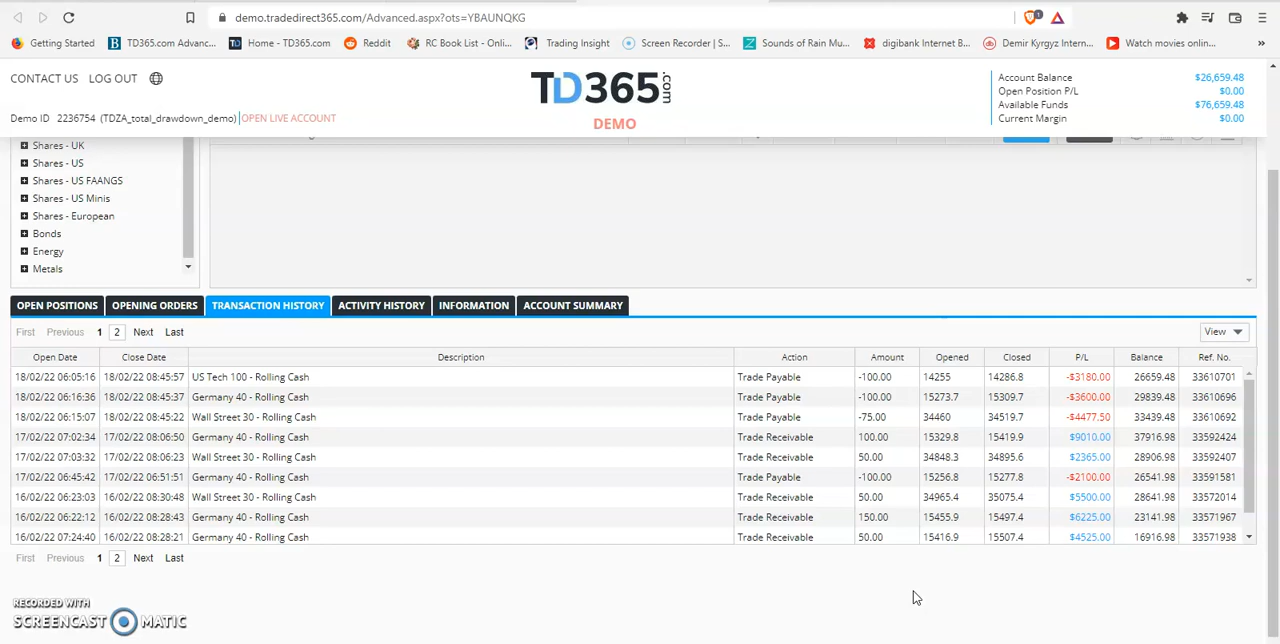 demo.tradedirect365.com/Advanced.aspx?ots=YBAUNQKG
Getting Started TD365.com Advanc... Home - TD365.com Reddit RC Book List - Onli... Trading Insight Screen Recorder | S... Sounds of Rain Mu... digibank Internet B... Demir Kyrgyz Intern... Watch movies onlin... »
CONTACT US LOG OUT
TD365.com
DEMO
Demo ID 2236754 (TDZA_total_drawdown_demo) OPEN LIVE ACCOUNT
Account Balance $26,659.48
Open Position P/L $0.00
Available Funds $76,659.48
Current Margin $0.00
Shares - UK
Shares - US
Shares - US FAANGS
Shares - US Minis
Shares - European
Bonds
Energy
Metals
OPEN POSITIONS OPENING ORDERS TRANSACTION HISTORY ACTIVITY HISTORY INFORMATION ACCOUNT SUMMARY
First Previous 1 2 Next Last View
Open Date Close Date Description Action Amount Opened Closed P/L Balance Ref. No.
18/02/22 06:05:16 18/02/22 08:45:57 US Tech 100 - Rolling Cash Trade Payable -100.00 14255 14286.8 -$3180.00 26659.48 33610701
18/02/22 06:16:36 18/02/22 08:45:37 Germany 40 - Rolling Cash Trade Payable -100.00 15273.7 15309.7 -$3600.00 29839.48 33610696
18/02/22 06:15:07 18/02/22 08:45:22 Wall Street 30 - Rolling Cash Trade Payable -75.00 34460 34519.7 -$4477.50 33439.48 33610692
17/02/22 07:02:34 17/02/22 08:06:50 Germany 40 - Rolling Cash Trade Receivable 100.00 15329.8 15419.9 $9010.00 37916.98 33592424
17/02/22 07:03:32 17/02/22 08:06:23 Wall Street 30 - Rolling Cash Trade Receivable 50.00 34848.3 34895.6 $2365.00 28906.98 33592407
17/02/22 06:45:42 17/02/22 06:51:51 Germany 40 - Rolling Cash Trade Payable -100.00 15256.8 15277.8 -$2100.00 26541.98 33591581
16/02/22 06:23:03 16/02/22 08:30:48 Wall Street 30 - Rolling Cash Trade Receivable 50.00 34965.4 35075.4 $5500.00 28641.98 33572014
16/02/22 06:22:12 16/02/22 08:28:43 Germany 40 - Rolling Cash Trade Receivable 150.00 15455.9 15497.4 $6225.00 23141.98 33571967
16/02/22 07:24:40 16/02/22 08:28:21 Germany 40 - Rolling Cash Trade Receivable 50.00 15416.9 15507.4 $4525.00 16916.98 33571938
First Previous 1 2 Next Last
RECORDED WITH
SCREENCAST MATIC